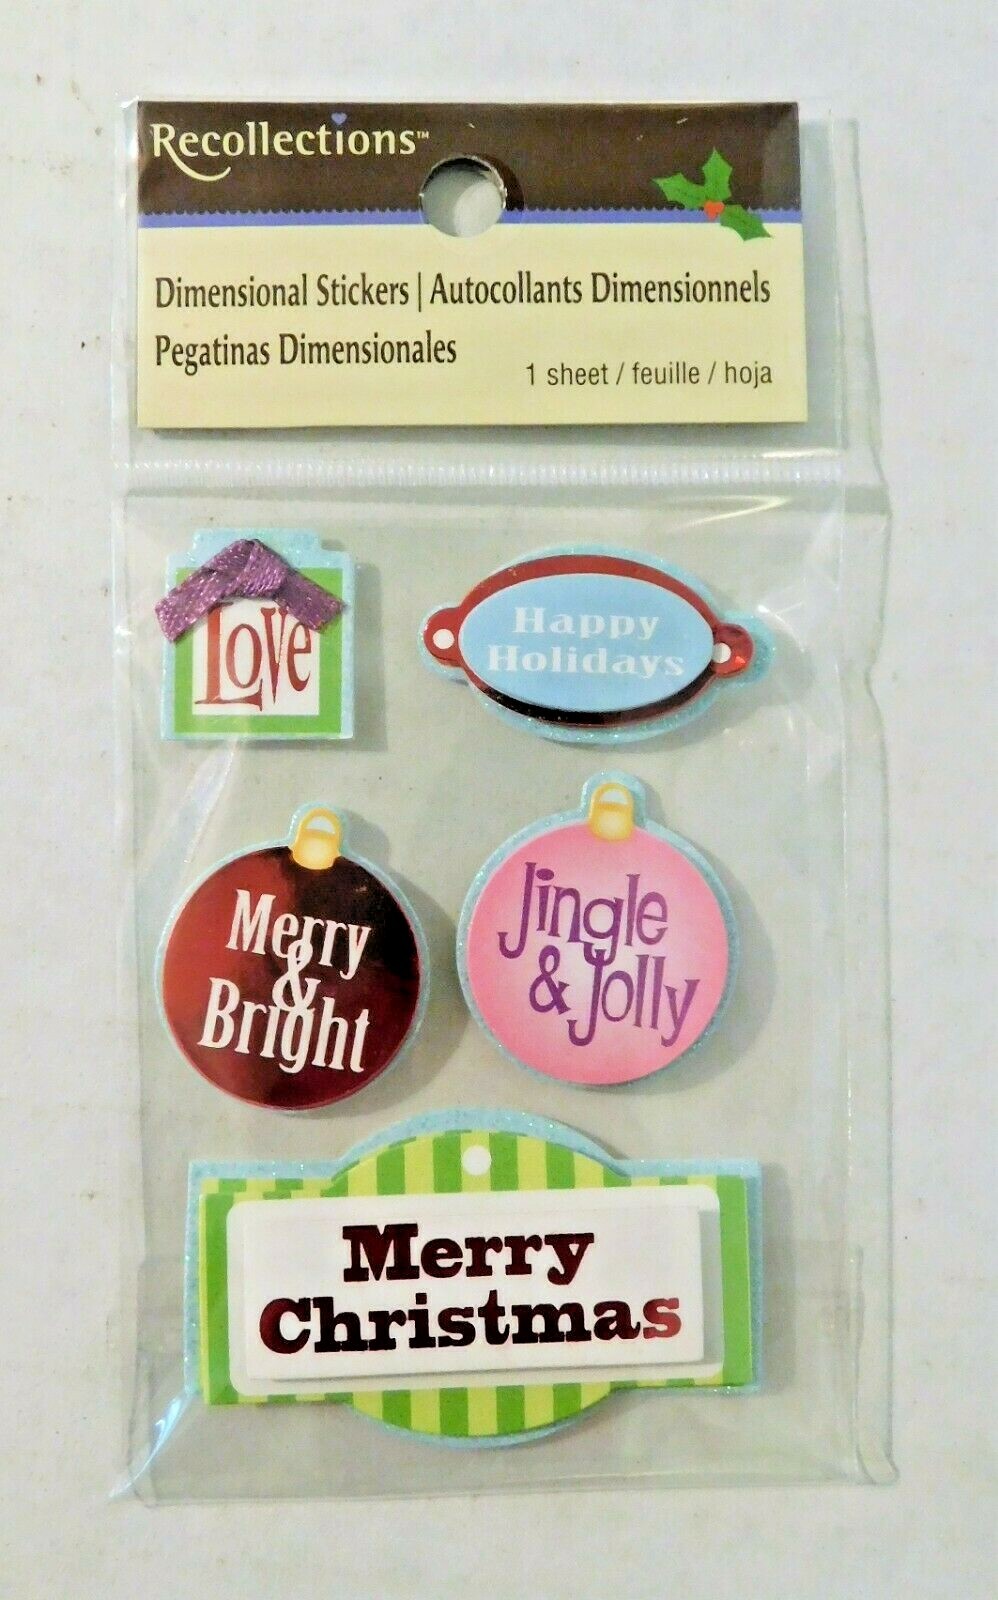 Recollections™
Dimensional Stickers | Autocollants Dimensionnels
Pegatinas Dimensionales
1 sheet / feuille / hoja
Love
Happy
Holidays
Merry
&
Bright
Jingle
& Jolly
Merry
Christmas